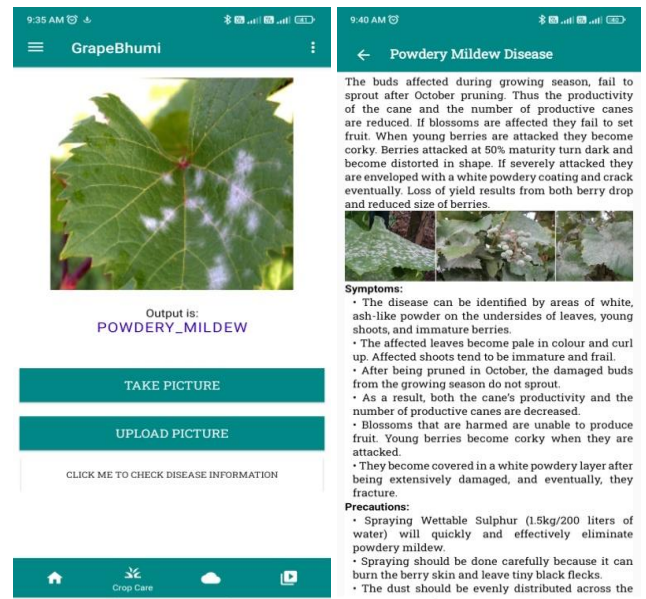 9:35 AM
GrapeBhumi
Output is:
POWDERY_MILDEW
TAKE PICTURE
UPLOAD PICTURE
CLICK ME TO CHECK DISEASE INFORMATION
Crop Care
9:40 AM
Powdery Mildew Disease
The buds affected during growing season, fail to
sprout after October pruning. Thus the productivity
of the cane and the number of productive canes
are reduced. If blossoms are affected they fail to set
fruit. When young berries are attacked they become
corky. Berries attacked at 50% maturity turn dark and
become distorted in shape. If severely attacked they
are enveloped with a white powdery coating and crack
eventually. Loss of yield results from both berry drop
and reduced size of berries.
Symptoms:
• The disease can be identified by areas of white,
ash-like powder on the undersides of leaves, young
shoots, and immature berries.
• The affected leaves become pale in colour and curl
up. Affected shoots tend to be immature and frail.
• After being pruned in October, the damaged buds
from the growing season do not sprout.
• As a result, both the cane's productivity and the
number of productive canes are decreased.
• Blossoms that are harmed are unable to produce
fruit. Young berries become corky when they are
attacked.
• They become covered in a white powdery layer after
being extensively damaged, and eventually, they
fracture.
Precautions:
• Spraying Wettable Sulphur (1.5kg/200 liters of
water) will quickly and effectively eliminate
powdery mildew.
• Spraying should be done carefully because it can
burn the berry skin and leave tiny black flecks.
• The dust should be evenly distributed across the